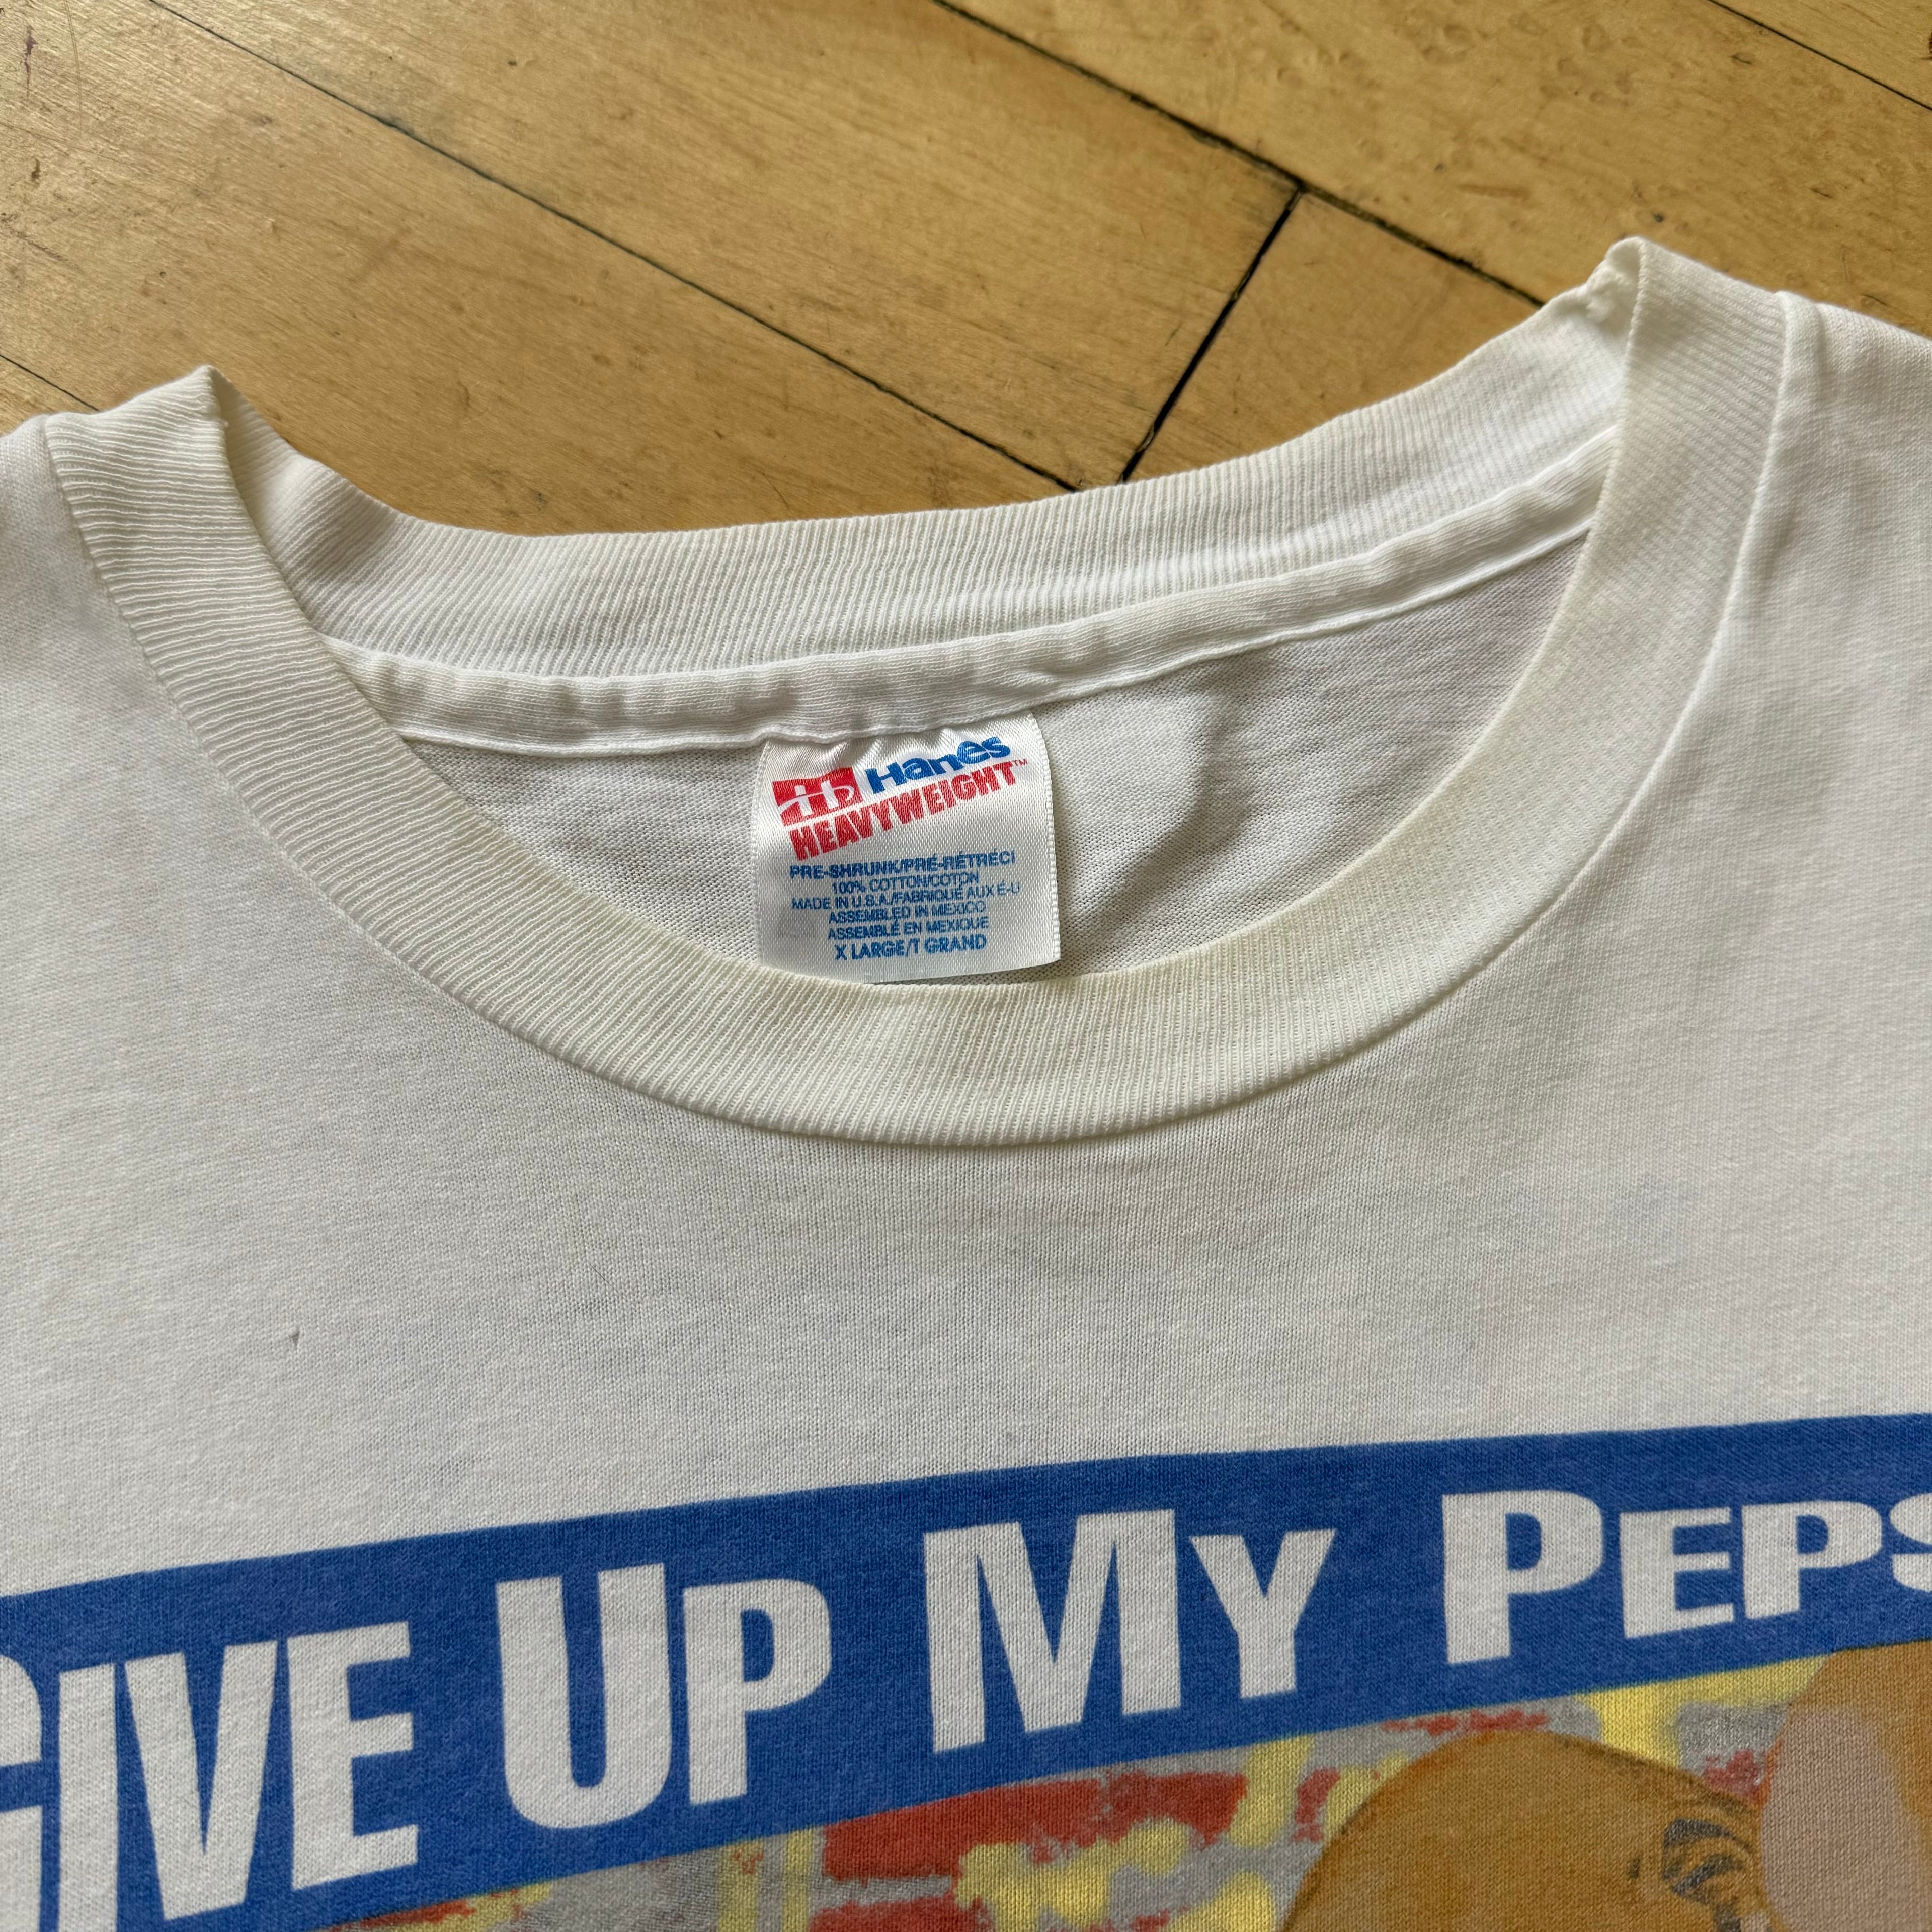 Hanes
HEAVYWEIGHT™
PRE-SHRUNK/PRÉ-RÉTRÉCI
100% COTTON/COTON
MADE IN U.S.A./FABRIQUÉ AUX É-U
ASSEMBLED IN MEXICO
ASSEMBLÉ EN MEXIQUE
X LARGE/T GRAND
GIVE UP MY PEPS